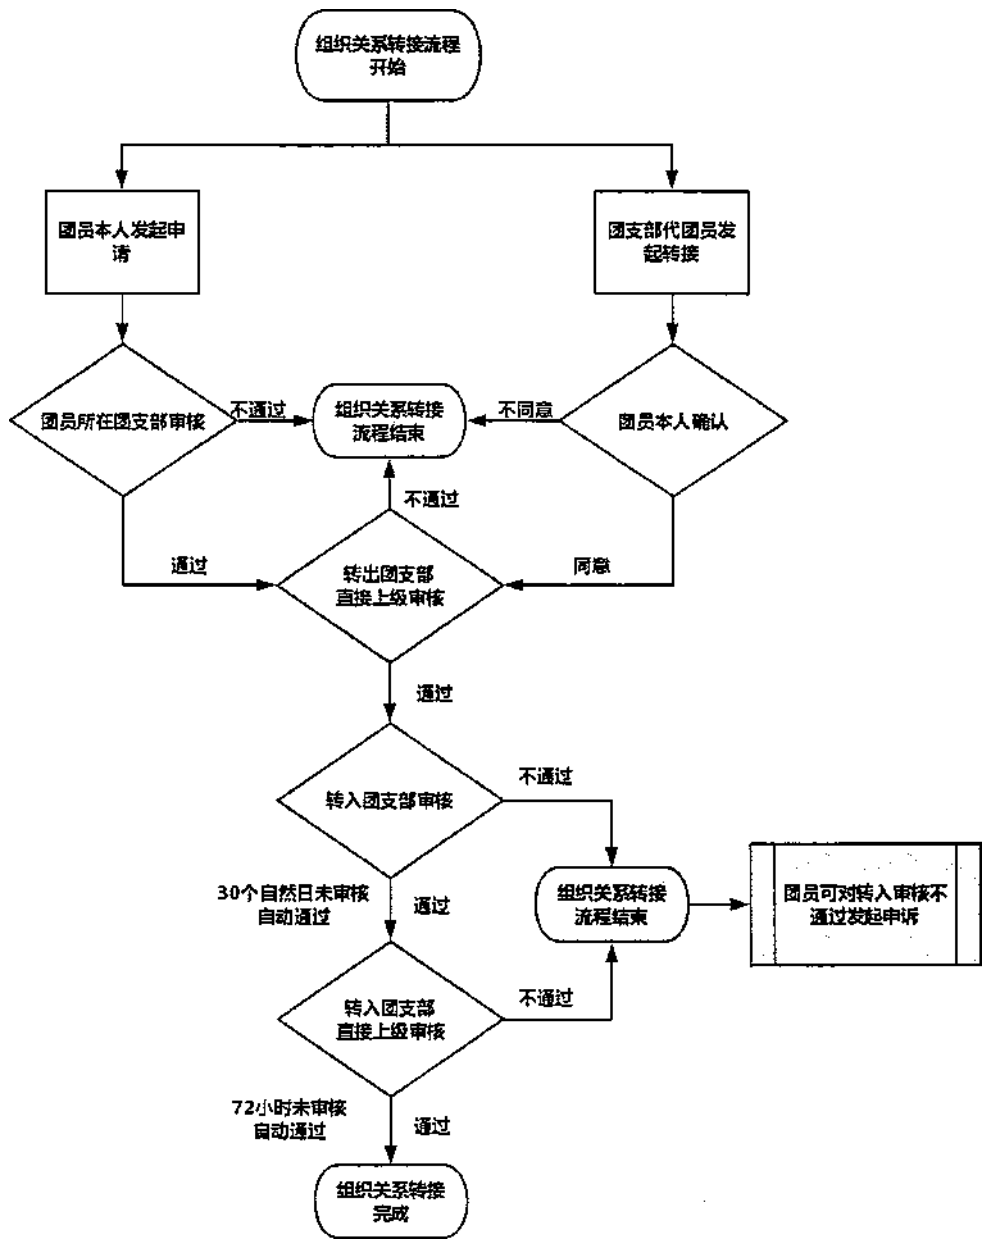 组织关系转接流程
开始
团员本人发起申
请
团支部代团员发
起转接
团员所在团支部审核
不通过
组织关系转接
流程结束
不同意
团员本人确认
不通过
通过
转出团支部
直接上级审核
同意
通过
转入团支部审核
不通过
30个自然日未审核
自动通过
通过
组织关系转接
流程结束
团员可对转入审核不
通过发起申诉
转入团支部
直接上级审核
不通过
72小时未审核
自动通过
通过
组织关系转接
完成